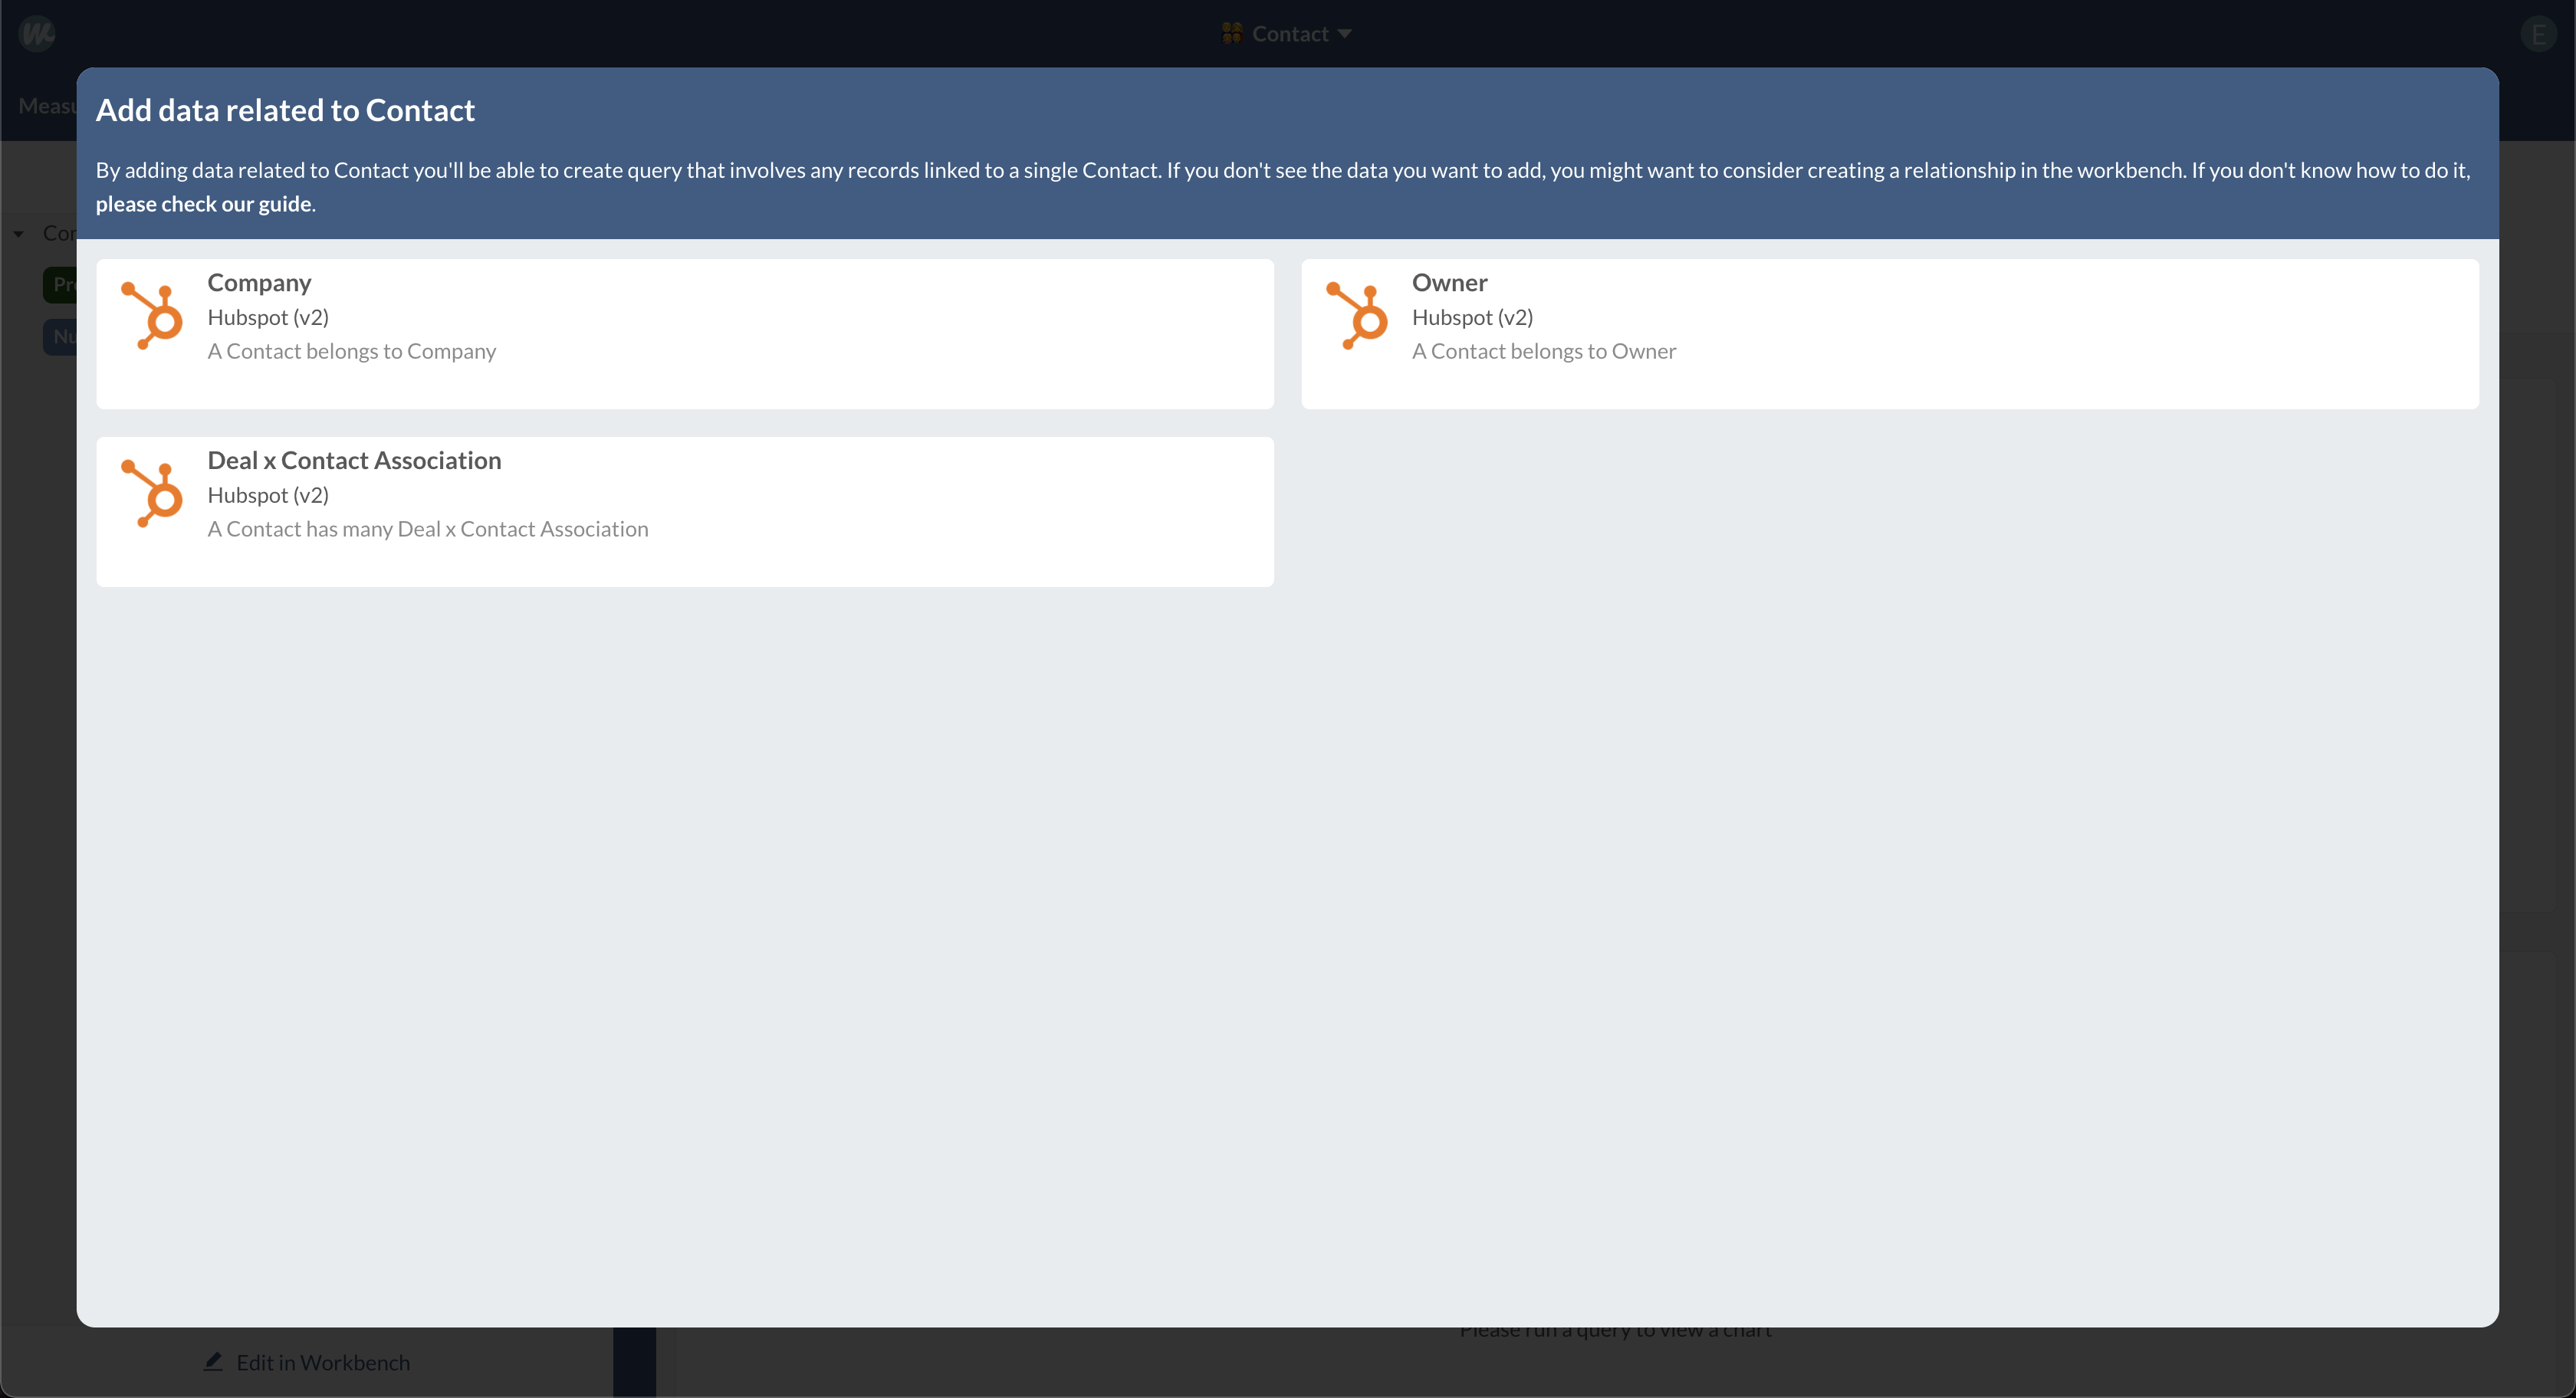 Contact
E
Add data related to Contact
By adding data related to Contact you'll be able to create query that involves any records linked to a single Contact. If you don't see the data you want to add, you might want to consider creating a relationship in the workbench. If you don't know how to do it,
please check our guide.
Company
Hubspot (v2)
A Contact belongs to Company
Owner
Hubspot (v2)
A Contact belongs to Owner
Deal x Contact Association
Hubspot (v2)
A Contact has many Deal x Contact Association
Please run a query to view a chart
Edit in Workbench